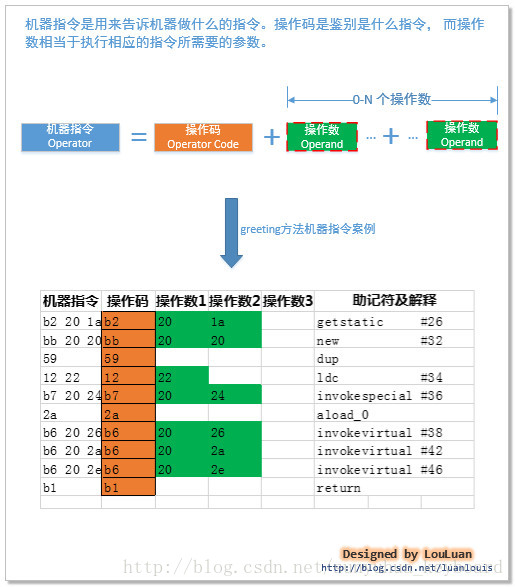 机器指令是用来告诉机器做什么的指令。操作码是鉴别是什么指令， 而操作
数相当于执行相应的指令所需要的参数。
0-N 个操作数
机器指令
Operator
=
操作码
Operator Code
+
操作数
Operand
... + ...
操作数
Operand
greeting方法机器指令案例
机器指令 操作码 操作数1 操作数2 操作数3 助记符及解释
b2 20 1a b2 20 1a getstatic #26
bb 20 20 bb 20 20 new #32
59 59 dup
12 22 12 22 ldc #34
b7 20 24 b7 20 24 invokespecial #36
2a 2a aload_0
b6 20 26 b6 20 26 invokevirtual #38
b6 20 2a b6 20 2a invokevirtual #42
b6 20 2e b6 20 2e invokevirtual #46
b1 b1 return
Designed by LouLuan
http://blog.csdn.net/luanlouis